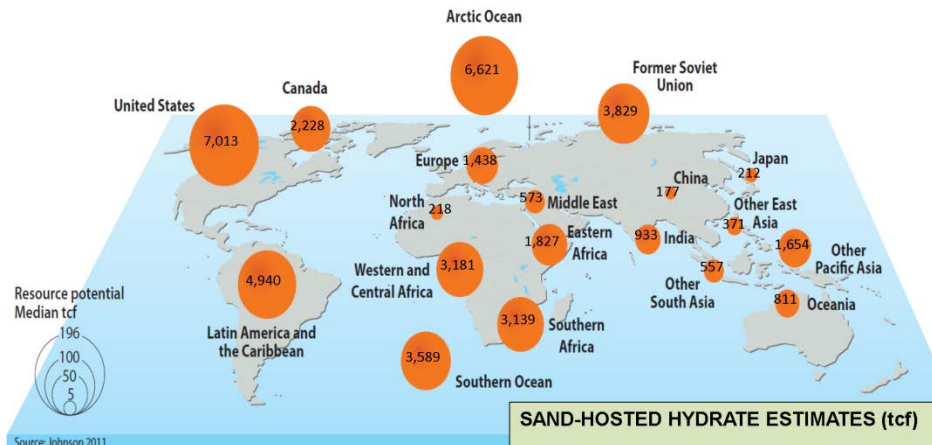 Arctic Ocean
6,621
Former Soviet
Union
3,829
Canada
2,228
United States
7,013
Europe
1,438
Japan
212
China
177
573
Middle East
North
Africa
218
Other East
Asia
371
Eastern
Africa
1,827
933
India
1,654
Other
Pacific Asia
Western and
Central Africa
3,181
557
Other
South Asia
4,940
Latin America and
the Caribbean
811
Oceania
3,139
Southern
Africa
3,589
Southern Ocean
Resource potential
Median tcf
196
100
50
5
SAND-HOSTED HYDRATE ESTIMATES (tcf)
Source: Johnson 2011